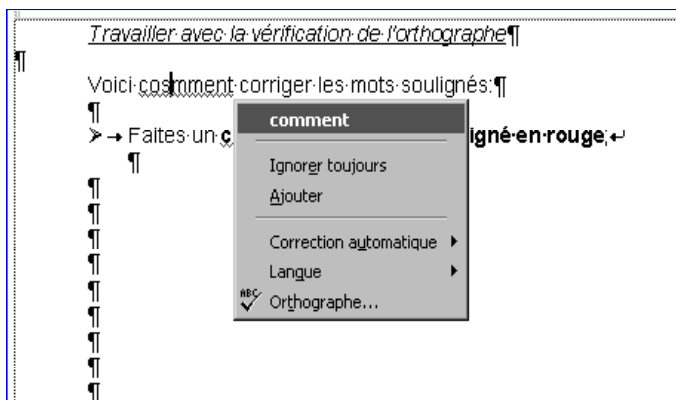 Travailler avec la vérification de l'orthographe¶
¶
Voici cosmment corriger les mots soulignés:¶
¶
➢ → Faites un c igné en rouge;↵
¶
¶
¶
¶
¶
¶
¶
¶
¶
¶
comment
Ignorer toujours
Ajouter
Correction automatique
Langue
ABC Orthographe...